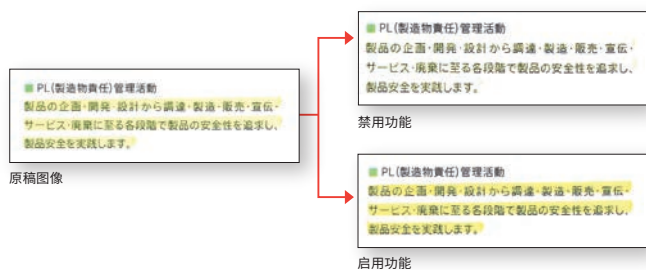 ■ PL(製造物責任)管理活動
製品の企画・開発・設計から調達・製造・販売・宣伝・
サービス・廃棄に至る各段階で製品の安全性を追求し、
製品安全を実践します。
原稿图像
■ PL(製造物責任)管理活動
製品の企画・開発・設計から調達・製造・販売・宣伝・
サービス・廃棄に至る各段階で製品の安全性を追求し、
製品安全を実践します。
禁用功能
■ PL(製造物責任)管理活動
製品の企画・開発・設計から調達・製造・販売・宣伝・
サービス・廃棄に至る各段階で製品の安全性を追求し、
製品安全を実践します。
启用功能